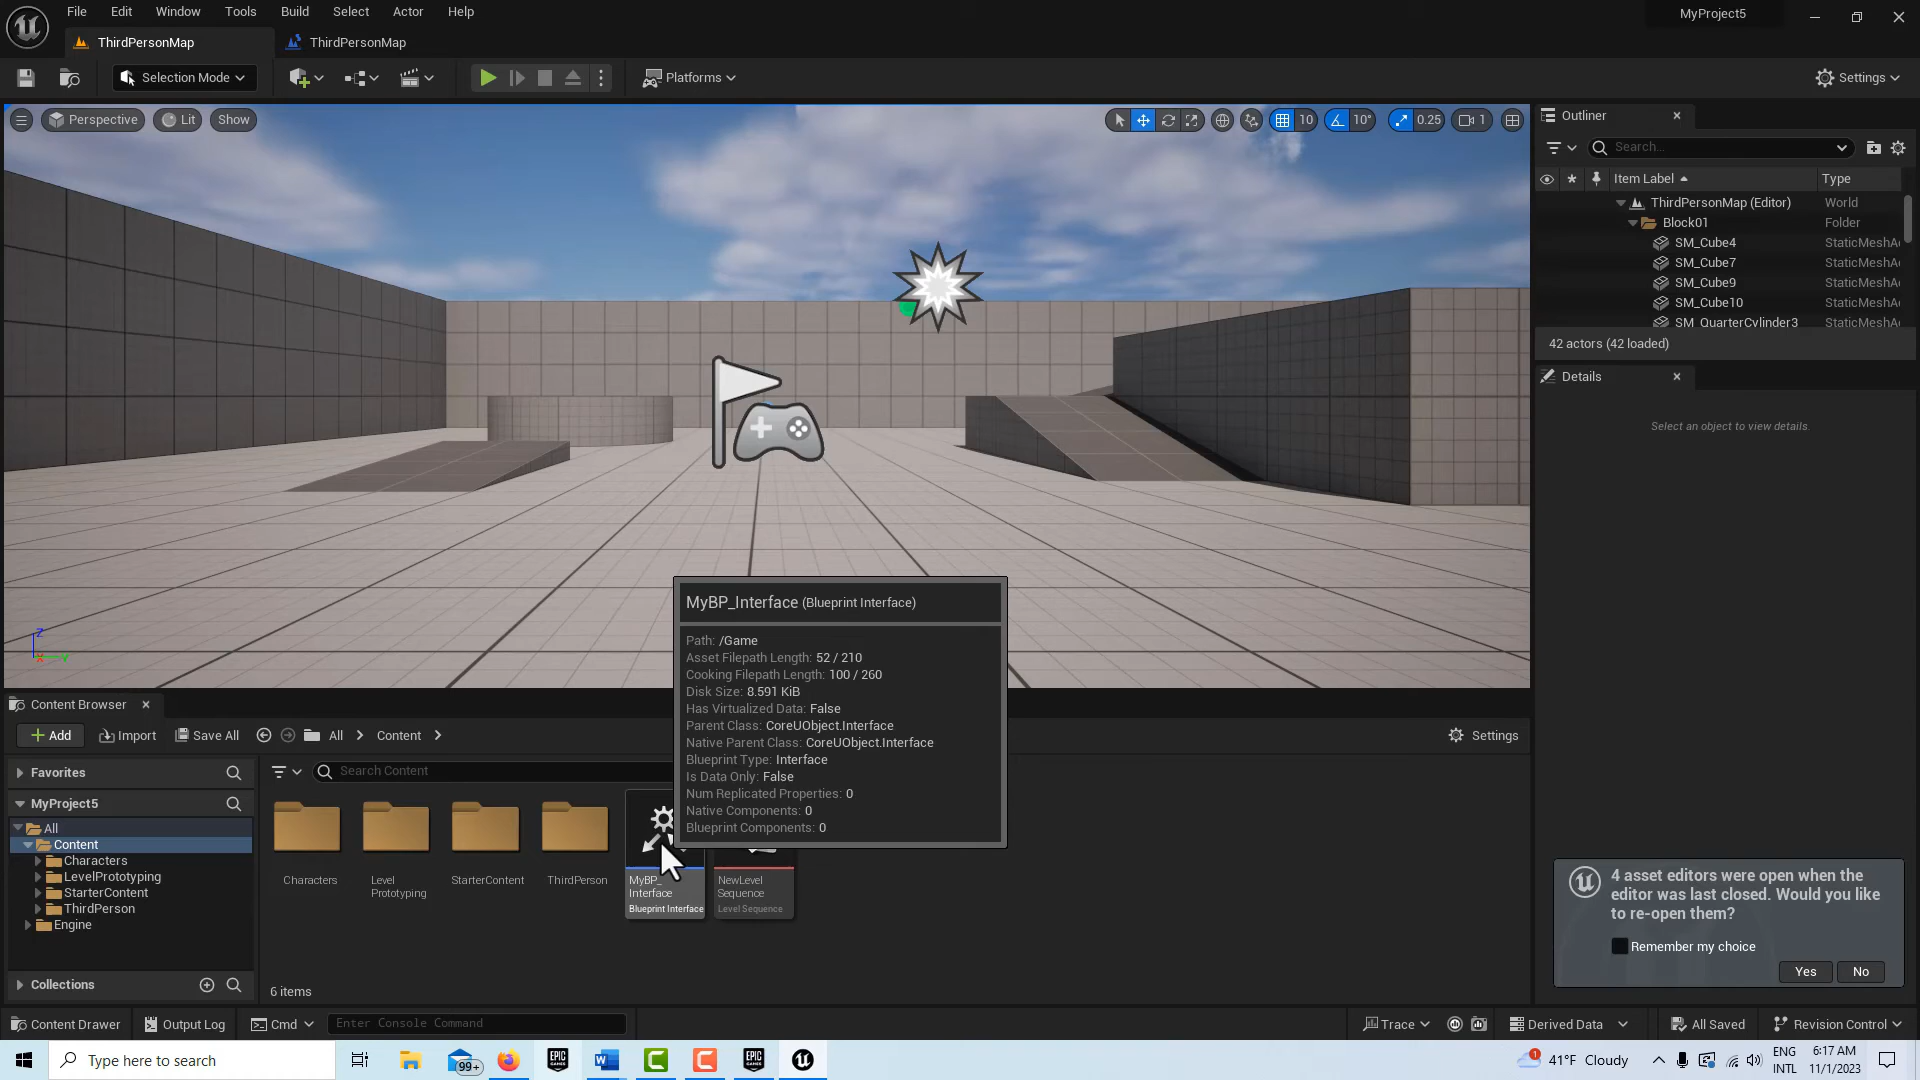 File Edit Window Tools Build Select Actor Help
MyProject5
ThirdPersonMap
ThirdPersonMap
Selection Mode
Platforms
Settings
Perspective
Lit
Show
10
10°
0.25
1
Outliner
Search...
Item Label
Type
ThirdPersonMap (Editor) World
Block01 Folder
SM_Cube4 StaticMeshA
SM_Cube7 StaticMeshA
SM_Cube9 StaticMeshA
SM_Cube10 StaticMeshA
SM_QuarterCylinder3 StaticMeshA
42 actors (42 loaded)
Details
Select an object to view details.
Z
X
Y
MyBP_Interface (Blueprint Interface)
Path: /Game
Asset Filepath Length: 52 / 210
Cooking Filepath Length: 100 / 260
Disk Size: 8.591 KiB
Has Virtualized Data: False
Parent Class: CoreUObject.Interface
Native Parent Class: CoreUObject.Interface
Blueprint Type: Interface
Is Data Only: False
Num Replicated Properties: 0
Native Components: 0
Blueprint Components: 0
Content Browser
Add
Import
Save All
All
Content
Settings
Favorites
Search Content
MyProject5
All
Content
Characters
LevelPrototyping
StarterContent
ThirdPerson
Engine
Collections
Characters
Level
Prototyping
StarterContent
ThirdPerson
MyBP_
Interface
Blueprint Interface
NewLevel
Sequence
Level Sequence
6 items
4 asset editors were open when the
editor was last closed. Would you like
to re-open them?
Remember my choice
Yes
No
Content Drawer
Output Log
Cmd
Enter Console Command
Trace
Derived Data
All Saved
Revision Control
Type here to search
99+
EPIC
GAMES
EPIC
GAMES
1
41°F Cloudy
ENG
INTL
6:17 AM
11/1/2023